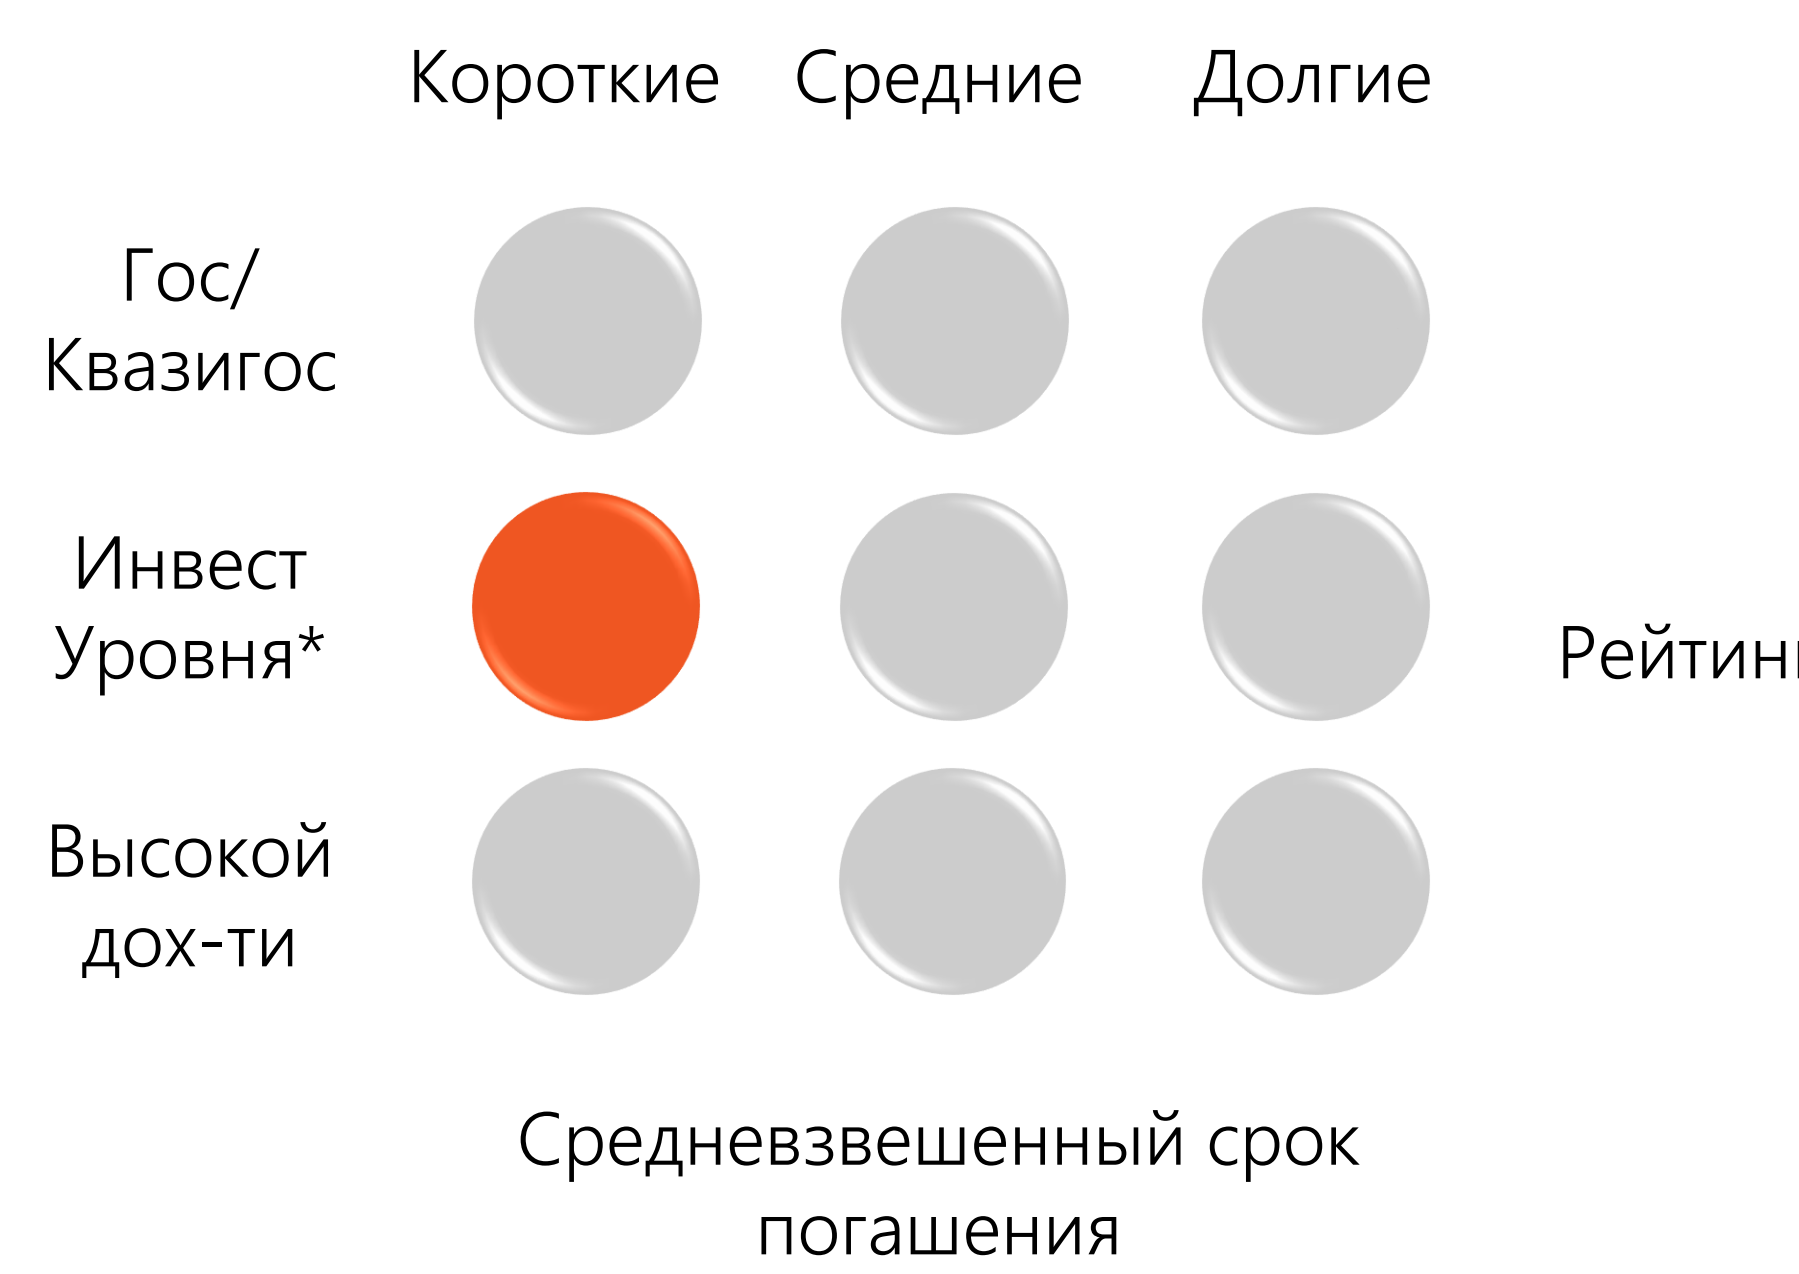 Короткие Средние Долгие
Гос/
Квазигос
Инвест
Уровня*
Высокой
дох-ти
Средневзвешенный срок
погашения